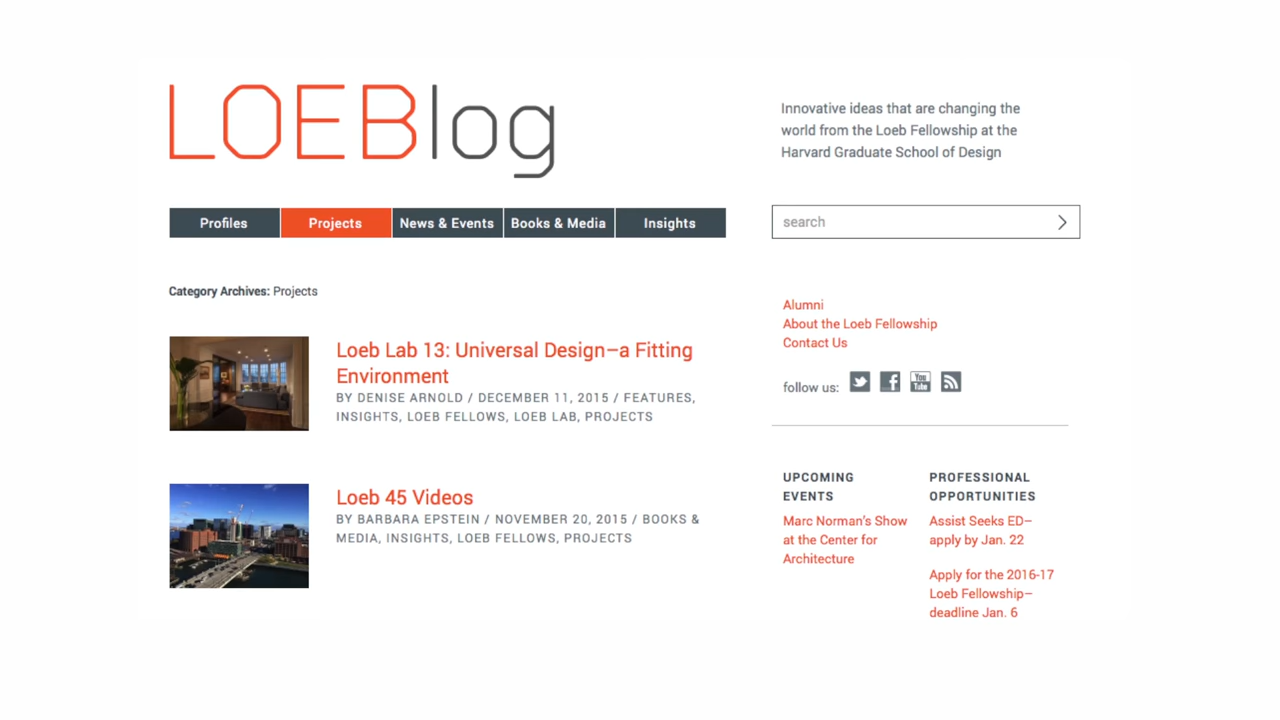 LOEBlog
Innovative ideas that are changing the
world from the Loeb Fellowship at the
Harvard Graduate School of Design
Profiles
Projects
News & Events
Books & Media
Insights
search
Category Archives: Projects
Loeb Lab 13: Universal Design–a Fitting
Environment
BY DENISE ARNOLD / DECEMBER 11, 2015 / FEATURES,
INSIGHTS, LOEB FELLOWS, LOEB LAB, PROJECTS
Loeb 45 Videos
BY BARBARA EPSTEIN / NOVEMBER 20, 2015 / BOOKS &
MEDIA, INSIGHTS, LOEB FELLOWS, PROJECTS
Alumni
About the Loeb Fellowship
Contact Us
follow us:
You
Tube
UPCOMING
EVENTS
Marc Norman's Show
at the Center for
Architecture
PROFESSIONAL
OPPORTUNITIES
Assist Seeks ED–
apply by Jan. 22
Apply for the 2016-17
Loeb Fellowship–
deadline Jan. 6